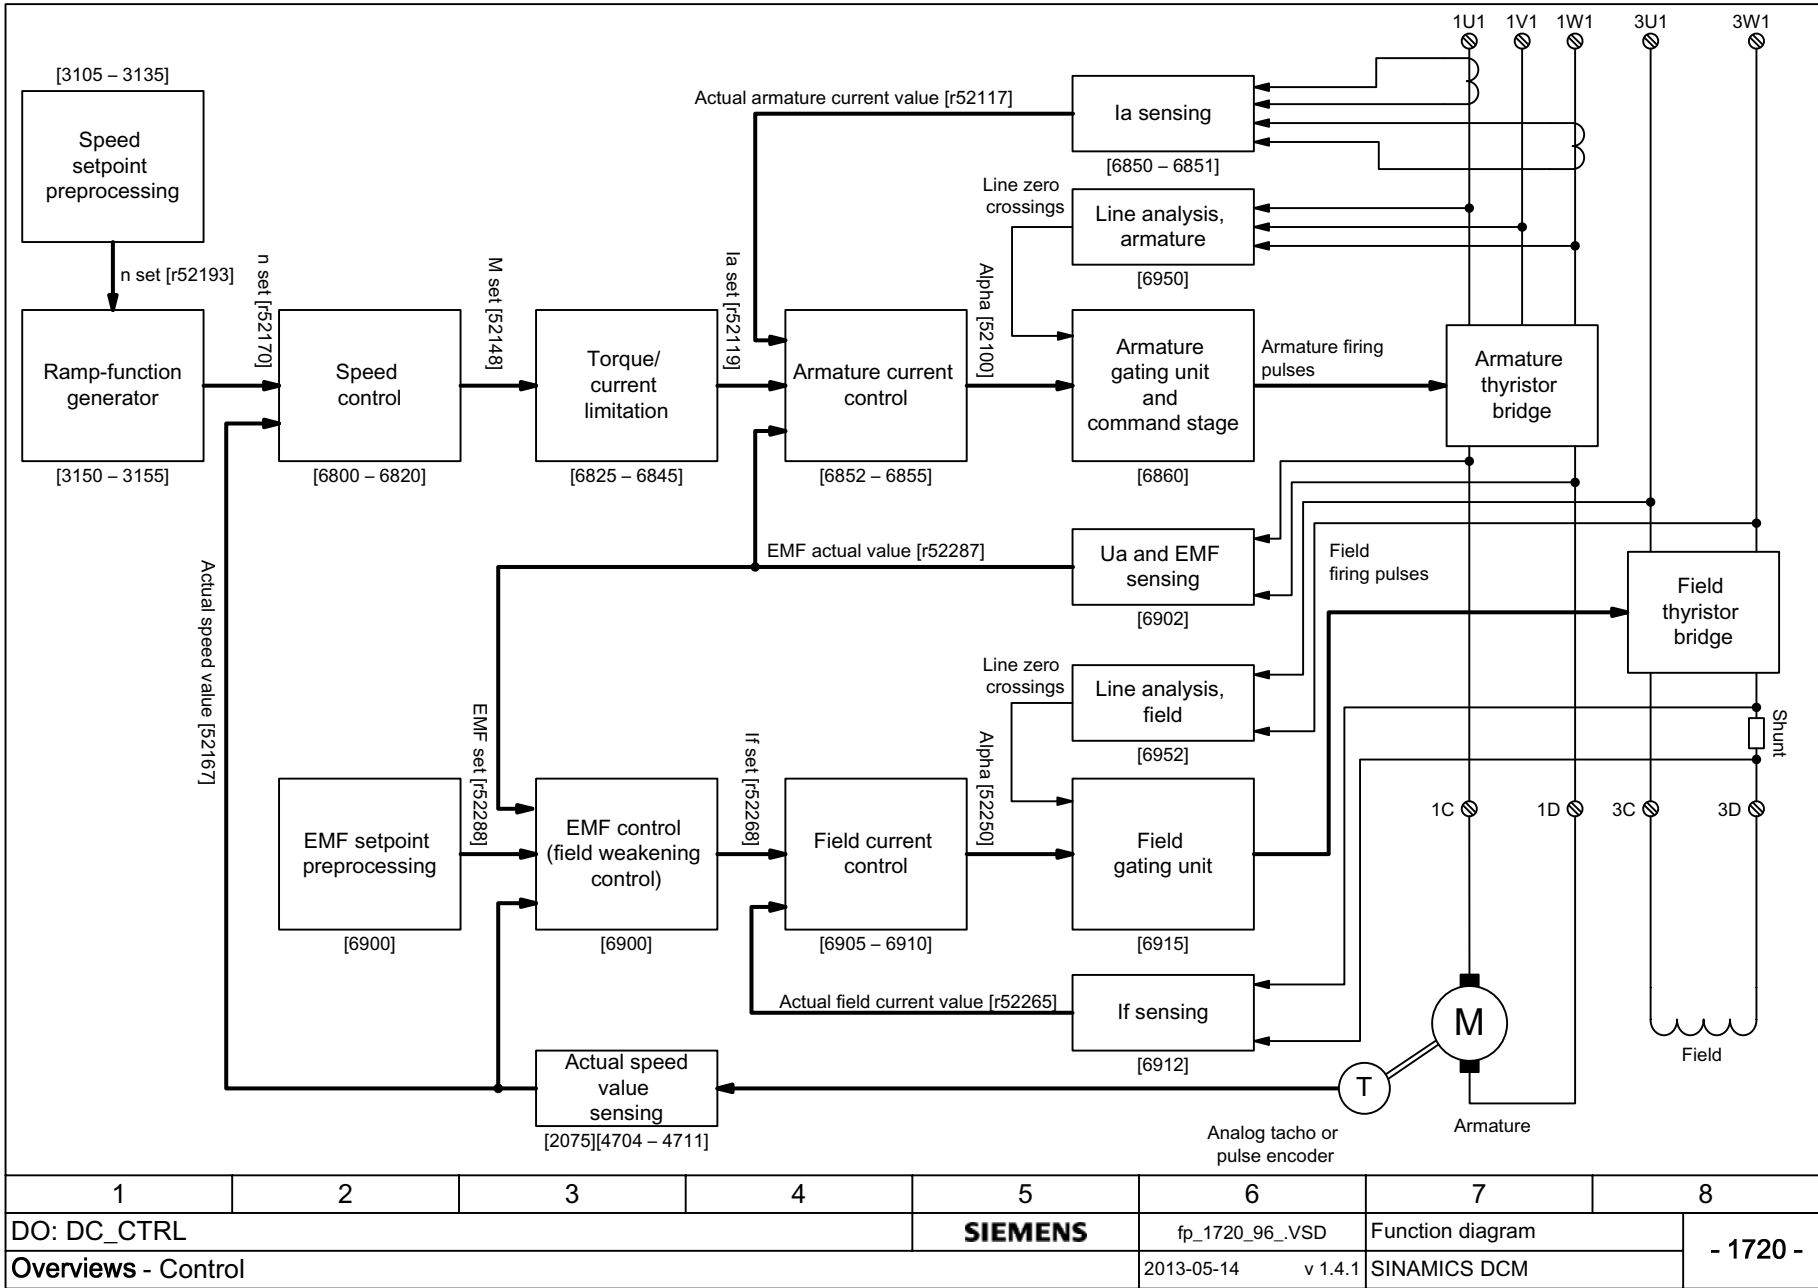 1U1 1V1 1W1 3U1 3W1
[3105 – 3135]
Speed
setpoint
preprocessing
Actual armature current value [r52117]
Ia sensing
[6850 – 6851]
Line zero
crossings
Line analysis,
armature
[6950]
n set [r52193]
n set [r52170]
M set [52148]
Ia set [r52119]
Alpha [52100]
Ramp-function
generator
[3150 – 3155]
Speed
control
[6800 – 6820]
Torque/
current
limitation
[6825 – 6845]
Armature current
control
[6852 – 6855]
Armature
gating unit
and
command stage
[6860]
Armature firing
pulses
Armature
thyristor
bridge
EMF actual value [r52287]
Ua and EMF
sensing
[6902]
Field
firing pulses
Field
thyristor
bridge
Actual speed value [52167]
Line zero
crossings
Line analysis,
field
[6952]
Shunt
EMF set [r52288]
If set [r52268]
Alpha [52250]
EMF setpoint
preprocessing
[6900]
EMF control
(field weakening
control)
[6900]
Field current
control
[6905 – 6910]
Field
gating unit
[6915]
1C 1D 3C 3D
Actual field current value [r52265]
If sensing
[6912]
M
Field
Actual speed
value
sensing
[2075][4704 – 4711]
T
Analog tacho or
pulse encoder
Armature
1 2 3 4 5 6 7 8
DO: DC_CTRL
SIEMENS
fp_1720_96_.VSD
Function diagram
- 1720 -
Overviews - Control
2013-05-14 v 1.4.1
SINAMICS DCM